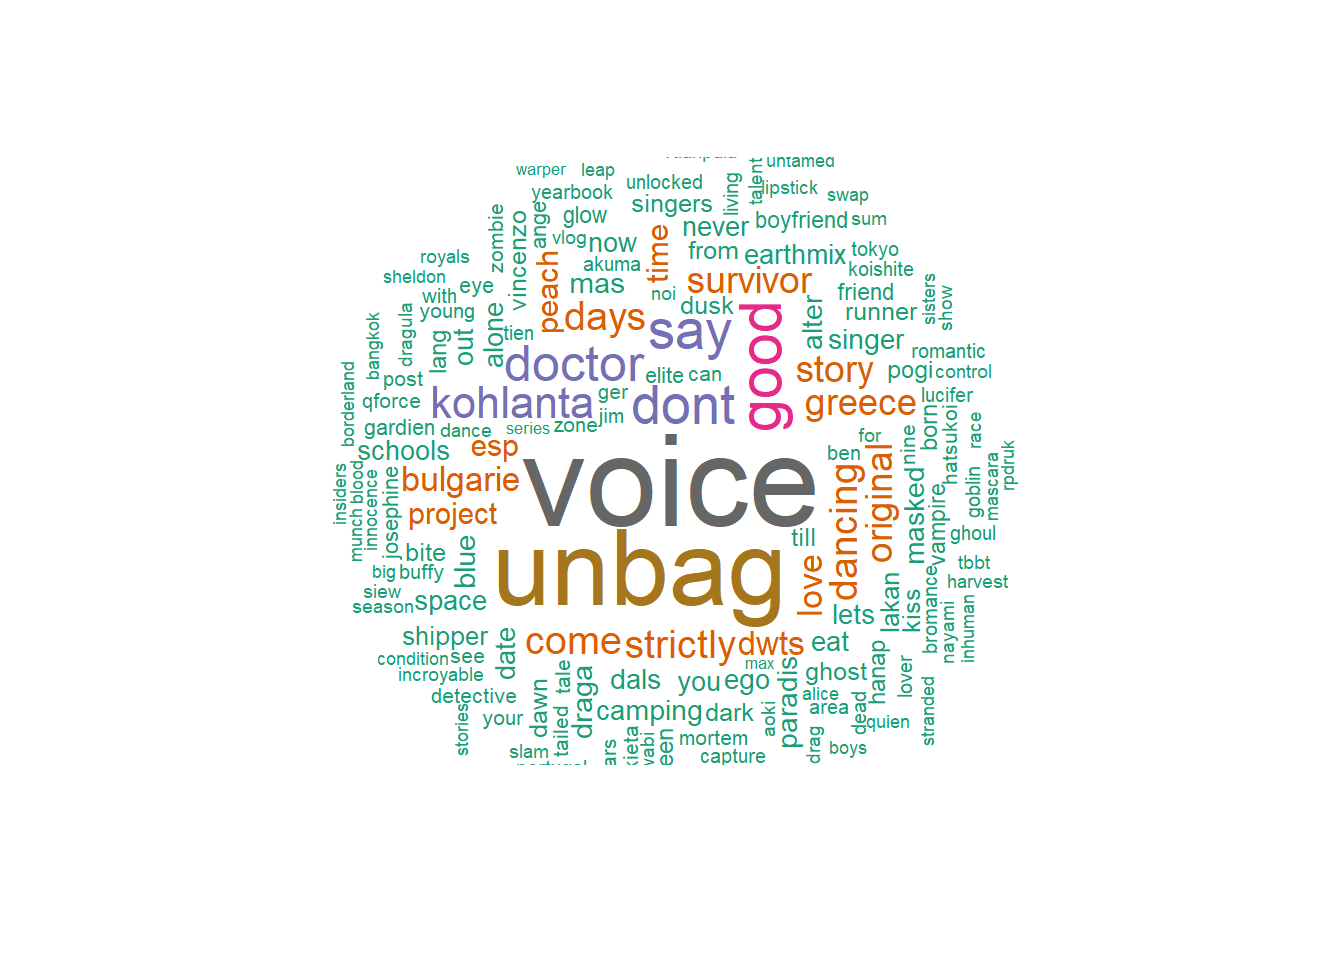 untamed
warper
leap
unlocked
living
talent
lipstick
swap
yearbook
singers
glow
ange
zombie
vincenzo
vlog
now
never
boyfriend
sum
time
from
earthmix
tokyo
royals
akuma
koishite
sheldon
eye
mas
noi
survivor
friend
sisters
show
with
young
peach
days
dusk
alter
runner
bangkok
dragula
lang
out
alone
tien
say
good
singer
romantic
doctor
elite
can
story
pogi
control
post
borderland
qforce
kohlanta
ger
jim
dont
greece
lucifer
born
hatsukoi
race
gardien
dance
series
zone
for
nine
schools
esp
voice
ben
original
goblin
mascara
rpdruk
insiders
munch
blood
innocence
josephine
bulgarie
dancing
masked
vampire
project
till
ghoul
bite
blue
unbag
love
tbbt
big
buffy
harvest
siew
season
space
lets
lakan
kiss
bromance
nayami
inhuman
shipper
date
come
strictly
dwts
eat
condition
see
max
incroyable
tale
dals
you
ego
paradis
ghost
hanap
lover
stranded
detective
alice
area
dead
stories
your
dawn
tailed
draga
camping
dark
aoki
quien
slam
mortem
drag
boys
capture
ars
kieta
wabi
een